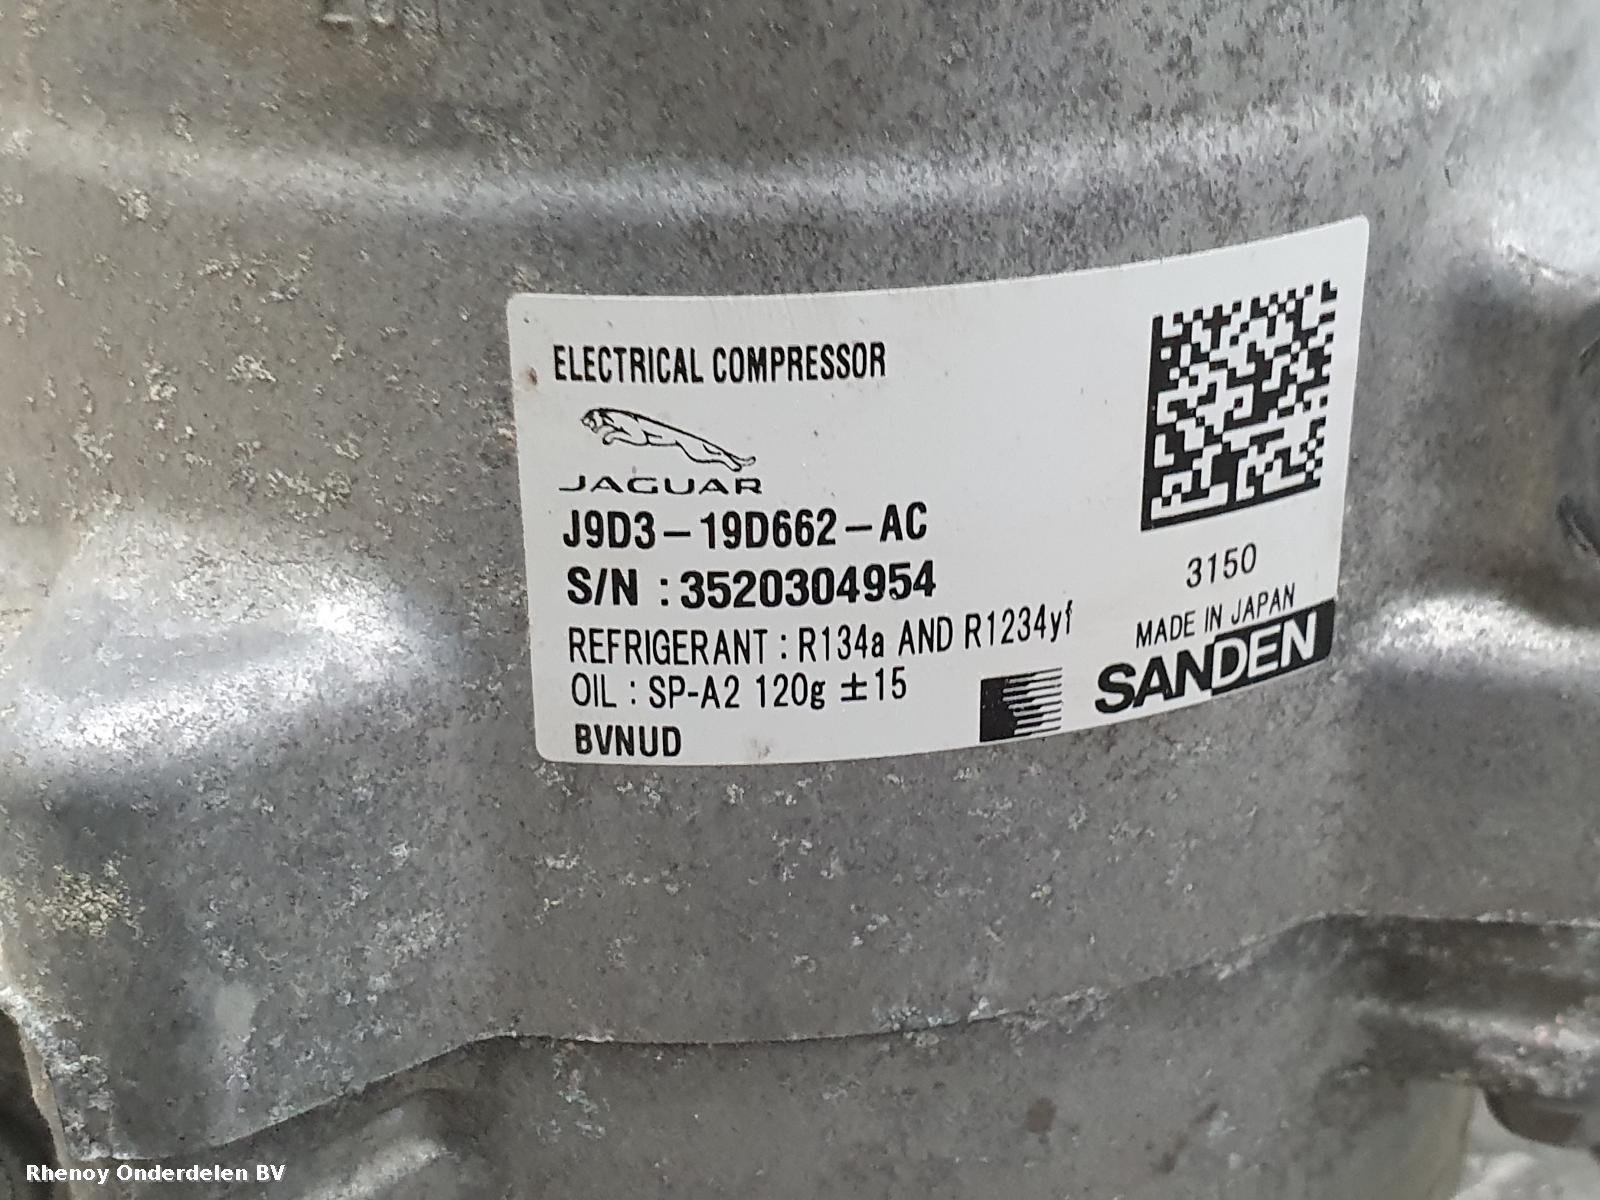 ELECTRICAL COMPRESSOR
JAGUAR
J9D3-19D662-AC
S/N : 3520304954
REFRIGERANT : R134a AND R1234yf
OIL : SP-A2 120g ±15
BVNUD
3150
MADE IN JAPAN
SANDEN
Rhenoy Onderdelen BV